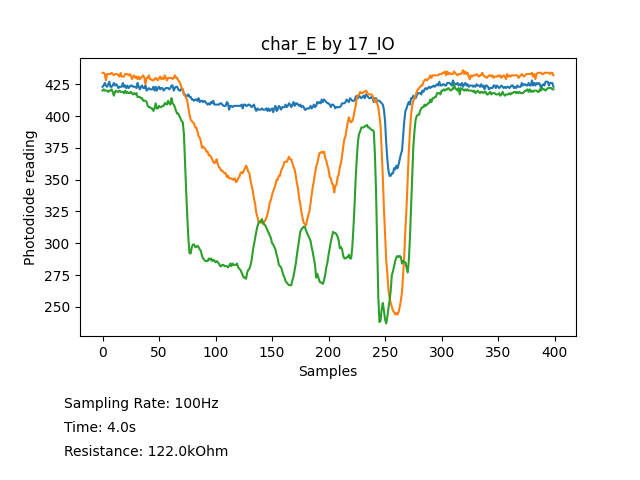 char_E by 17_IO
Photodiode reading
425
400
375
350
325
300
275
250
0 50 100 150 200 250 300 350 400
Samples
Sampling Rate: 100Hz
Time: 4.0s
Resistance: 122.0kOhm